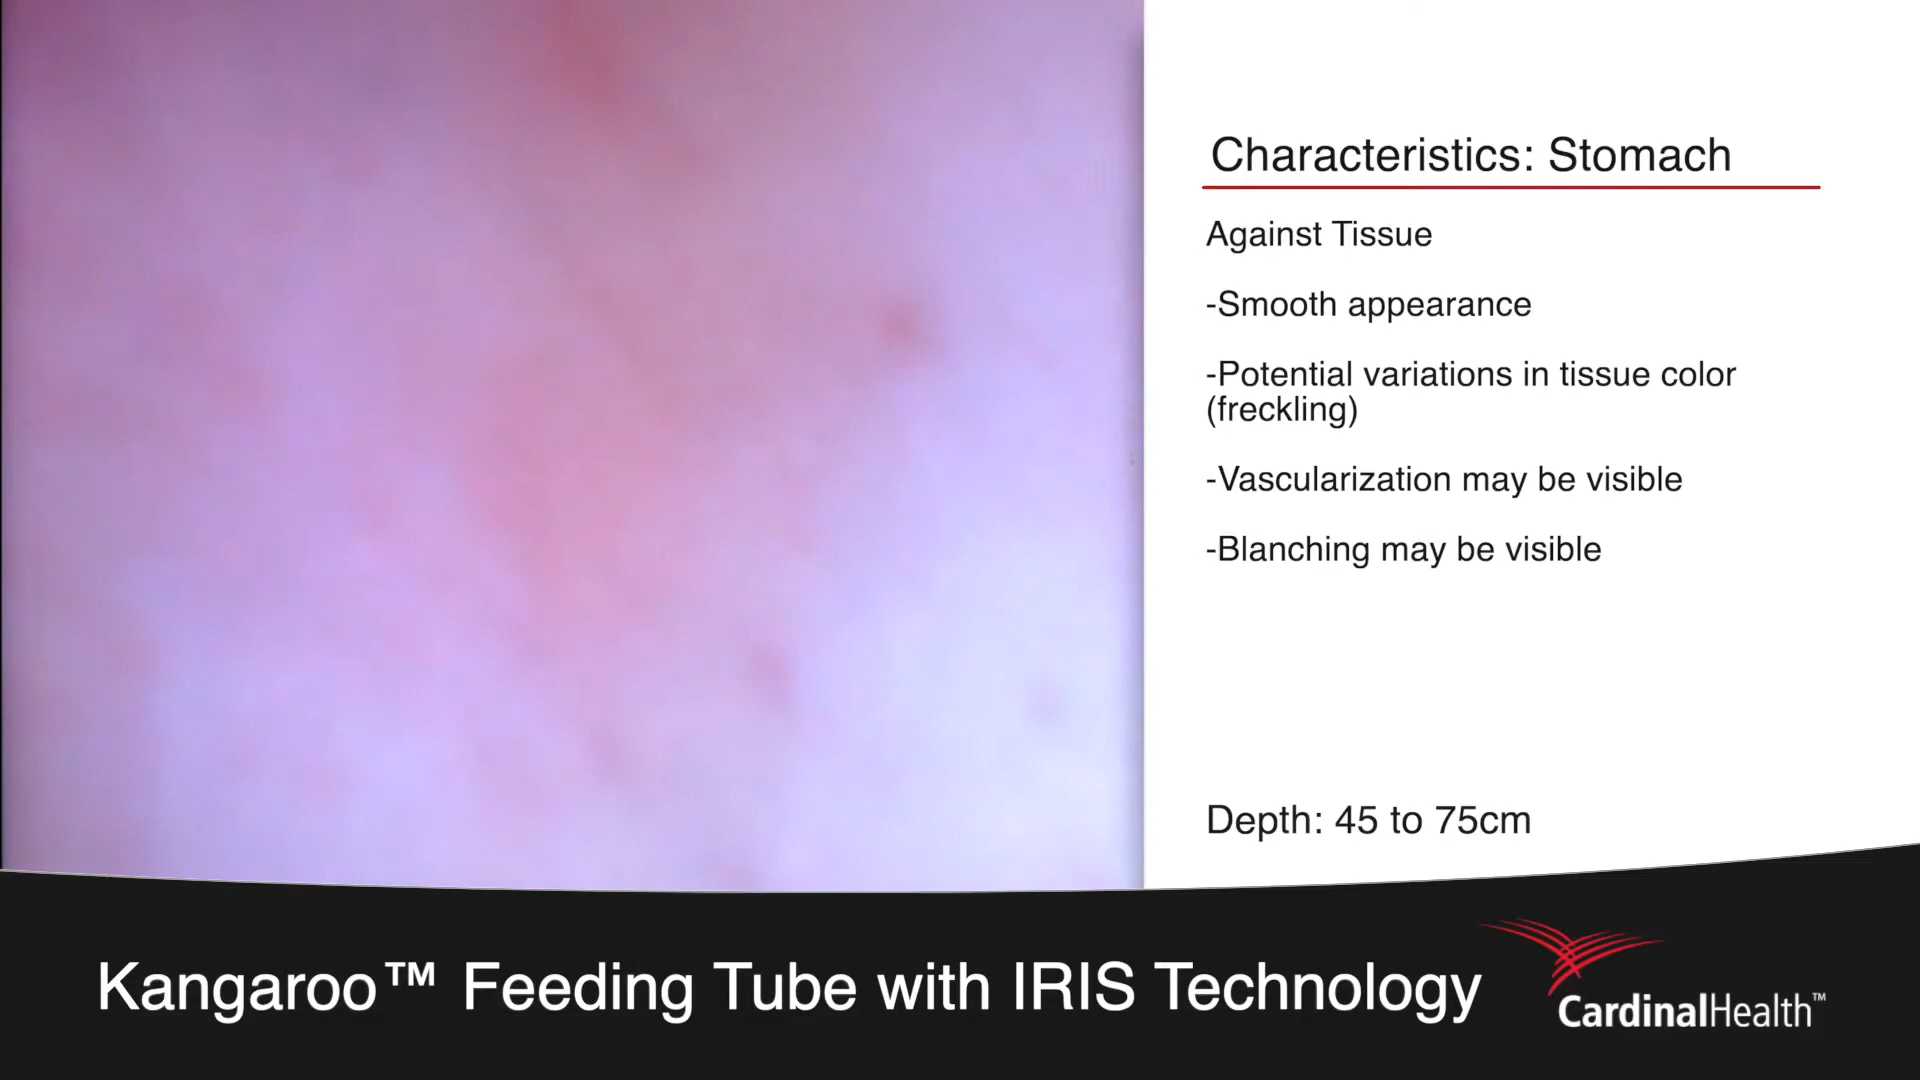 Characteristics: Stomach
Against Tissue
-Smooth appearance
-Potential variations in tissue color
(freckling)
-Vascularization may be visible
-Blanching may be visible
Depth: 45 to 75cm
Kangaroo™ Feeding Tube with IRIS Technology
CardinalHealth™